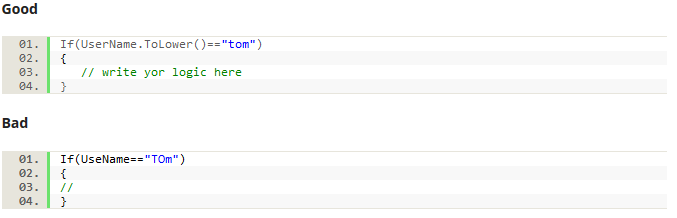 Good
01. If(UserName.ToLower()=="tom")
02. {
03. // write yor logic here
04. }
Bad
01. If(UseName=="TOm")
02. {
03. //
04. }